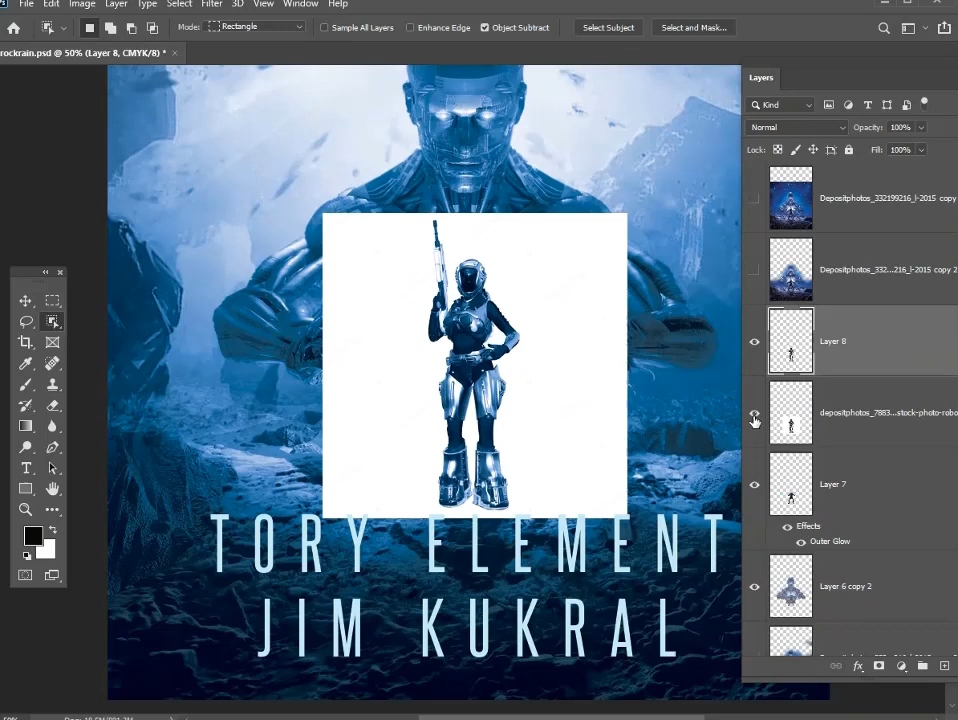 File Edit Image Layer Type Select Filter 3D View Window Help
Mode: Rectangle Sample All Layers Enhance Edge Object Subtract Select Subject Select and Mask...
rockrain.psd @ 50% (Layer 8, CMYK/8) * ×
Layers
Kind
Normal Opacity: 100%
Lock: Fill: 100%
Depositphotos_332199216_l-2015 copy
Depositphotos_332...216_l-2015 copy 2
Layer 8
depositphotos_7883...stock-photo-robo
Layer 7
Effects
Outer Glow
Layer 6 copy 2
TORY ELEMENT
JIM KUKRAL